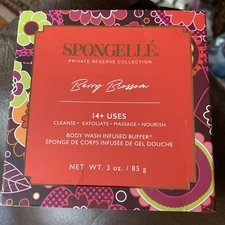 SPONGELLÉ.
PRIVATE RESERVE COLLECTION
Berry Blossom
14+ USES
CLEANSE • EXFOLIATE • MASSAGE • NOURISH
BODY WASH INFUSED BUFFER®
ÉPONGE DE CORPS INFUSÉE DE GEL DOUCHE
NET WT. 3 oz. / 85 g